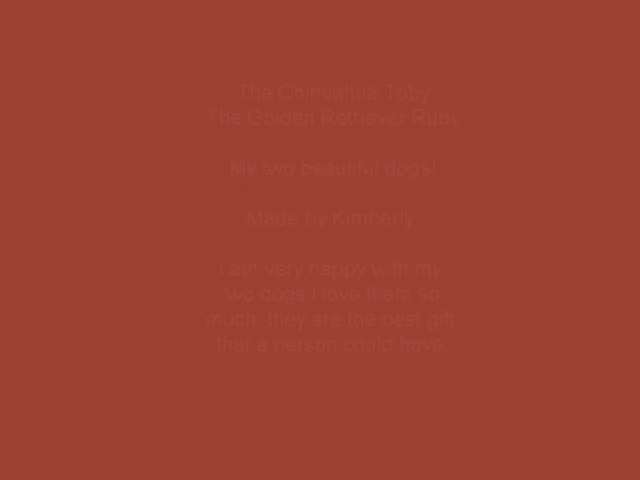 The Chihuahua Toby
The Golden Retriever Ruby
My two beautiful dogs!
Made by Kimberly
I am very happy with my
two dogs i love them so
much. they are the best gift
that a person could have.